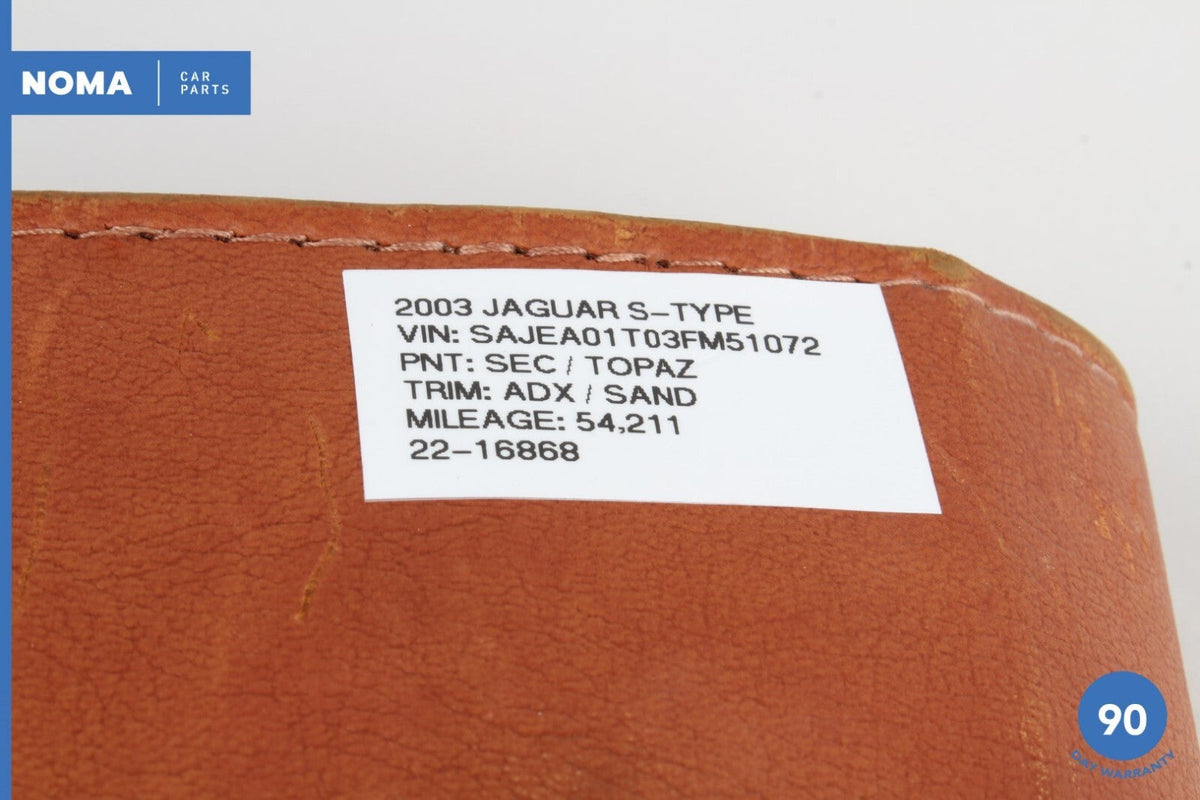 NOMA
CAR
PARTS
2003 JAGUAR S-TYPE
VIN: SAJEA01T03FM51072
PNT: SEC / TOPAZ
TRIM: ADX / SAND
MILEAGE: 54,211
22-16868
90
DAY WARRANTY